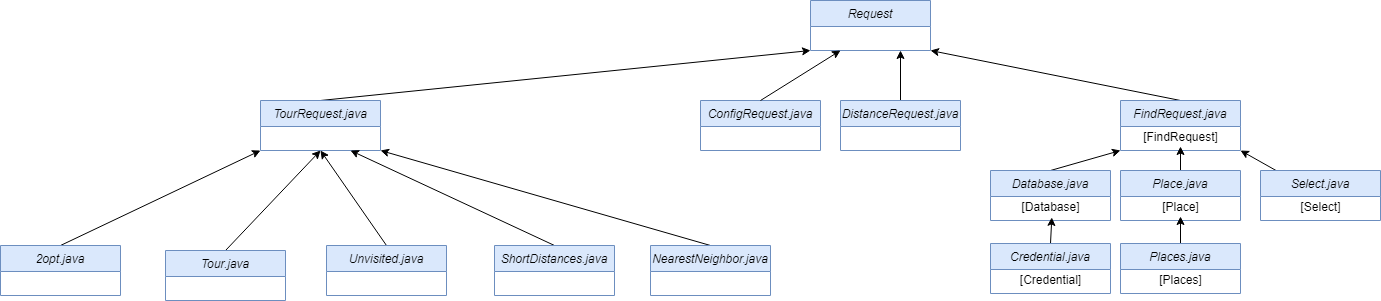 Request
TourRequest.java
ConfigRequest.java
DistanceRequest.java
FindRequest.java
[FindRequest]
Database.java
[Database]
Place.java
[Place]
Select.java
[Select]
2opt.java
Tour.java
Unvisited.java
ShortDistances.java
NearestNeighbor.java
Credential.java
[Credential]
Places.java
[Places]